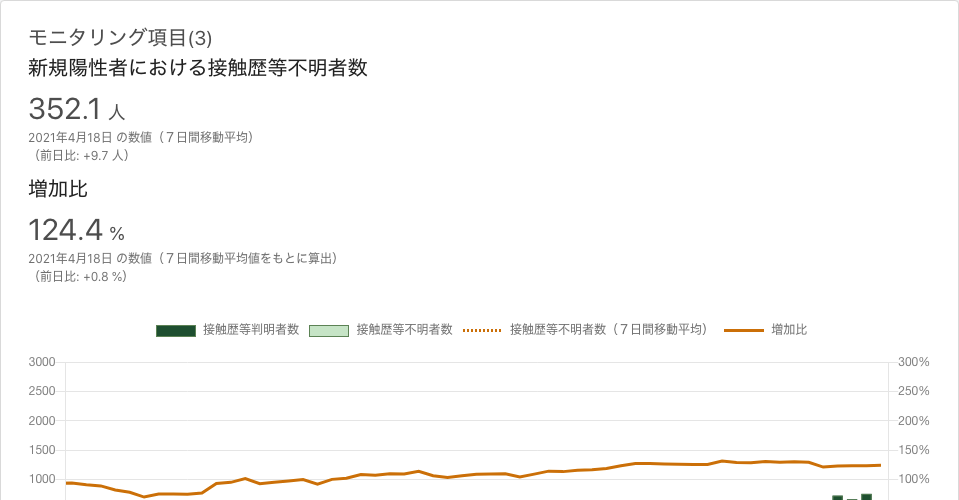 モニタリング項目(3)
新規陽性者における接触歴等不明者数
352.1 人
2021年4月18日 の数値（７日間移動平均）
（前日比: +9.7 人）
増加比
124.4 %
2021年4月18日 の数値（７日間移動平均値をもとに算出）
（前日比: +0.8 %）
接触歴等判明者数 接触歴等不明者数 接触歴等不明者数（７日間移動平均） 増加比
3000 300%
2500 250%
2000 200%
1500 150%
1000 100%